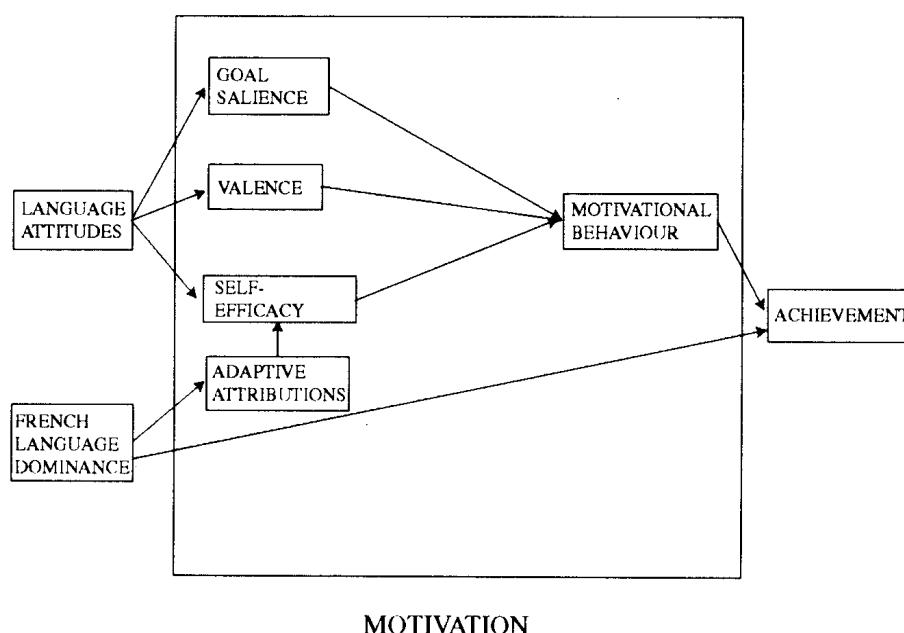 GOAL
SALIENCE
VALENCE
LANGUAGE
ATTITUDES
MOTIVATIONAL
BEHAVIOUR
SELF-
EFFICACY
ACHIEVEMENT
ADAPTIVE
ATTRIBUTIONS
FRENCH
LANGUAGE
DOMINANCE
MOTIVATION